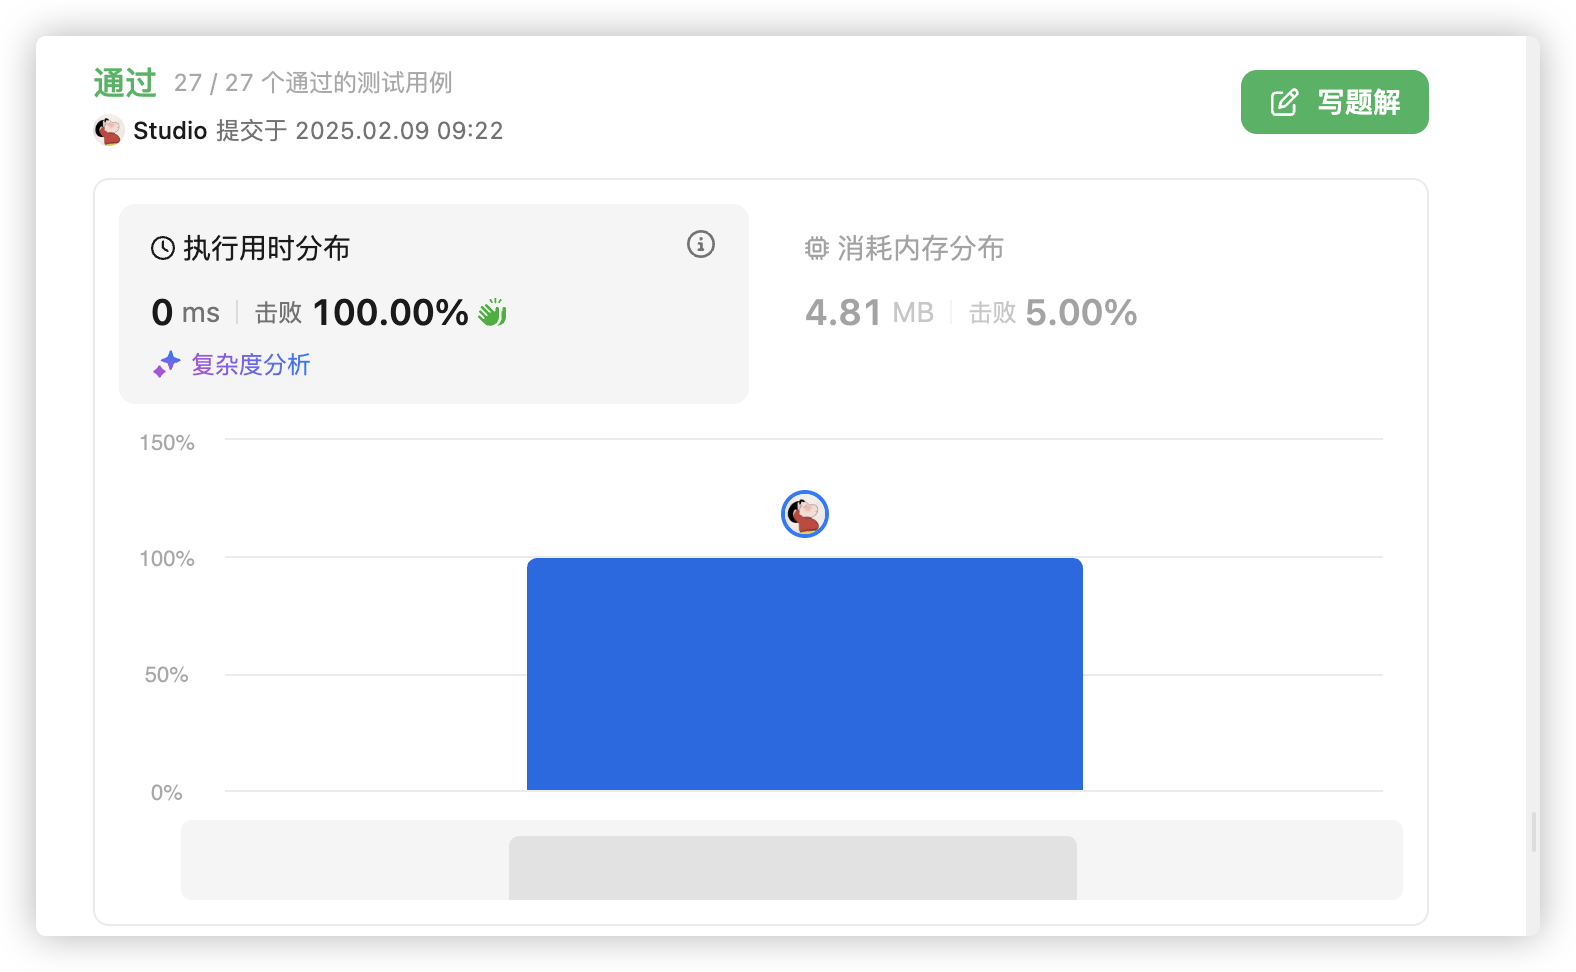 通过 27 / 27 个通过的测试用例
写题解
Studio 提交于 2025.02.09 09:22
执行用时分布
0 ms 击败 100.00%
复杂度分析
消耗内存分布
4.81 MB 击败 5.00%
150%
100%
50%
0%